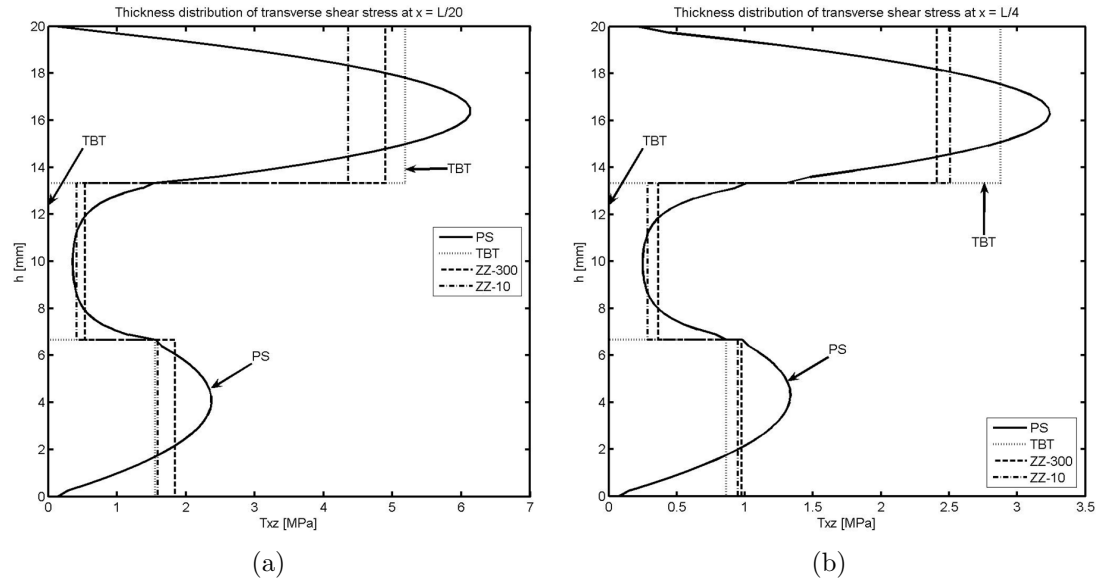 Thickness distribution of transverse shear stress at x = L/20
20
18
16
14
12
10
8
6
4
2
0
h [mm]
TBT
TBT
PS
PS
TBT
ZZ-300
ZZ-10
0
1
2
3
4
5
6
7
Txz [MPa]
(a)
Thickness distribution of transverse shear stress at x = L/4
20
18
16
14
12
10
8
6
4
2
0
h [mm]
TBT
TBT
PS
PS
TBT
ZZ-300
ZZ-10
0
0.5
1
1.5
2
2.5
3
3.5
Txz [MPa]
(b)